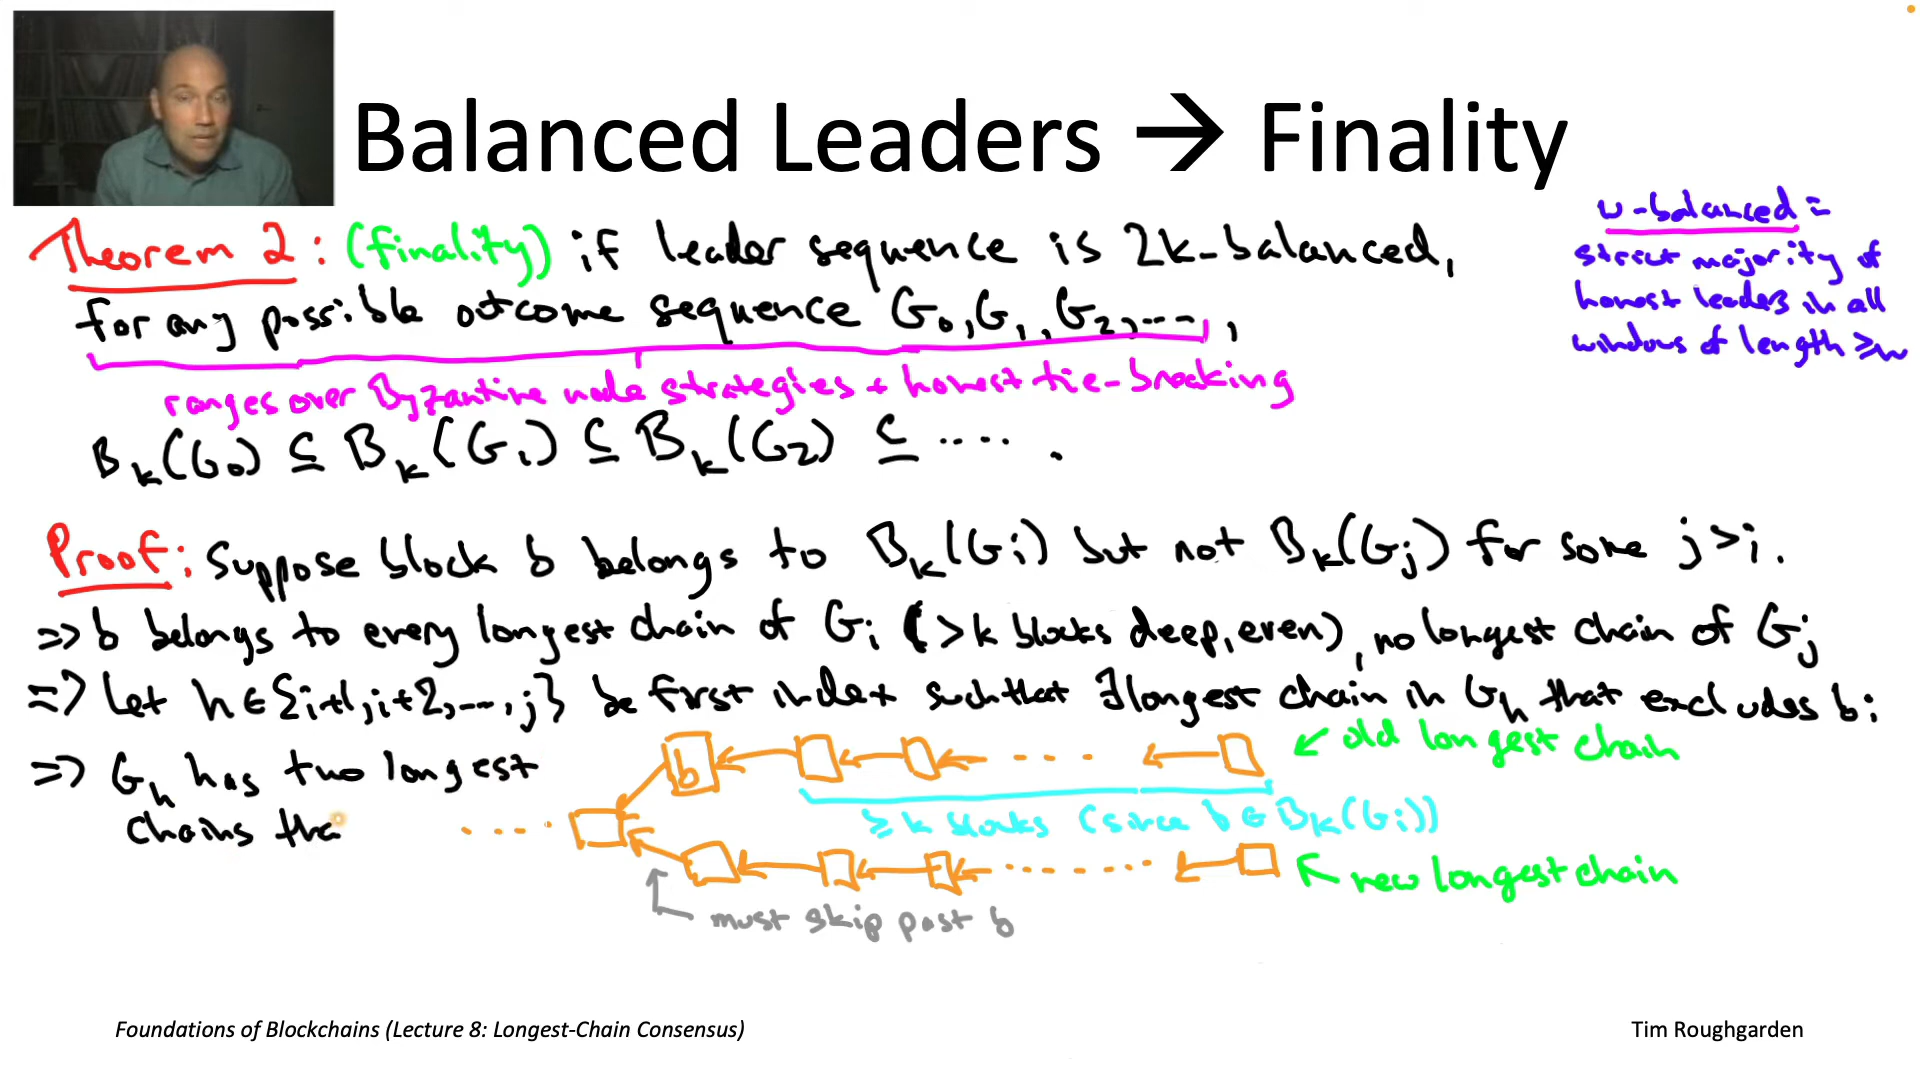 Balanced Leaders → Finality
w-balanced =
strict majority of
honest leaders in all
windows of length ≥w
Theorem 2: (finality) if leader sequence is 2k-balanced,
for any possible outcome sequence G₀,G₁,G₂,...,
ranges over Byzantine node strategies + honest tie-breaking
Bₖ(G₀) ⊆ Bₖ(G₁) ⊆ Bₖ(G₂) ⊆ .... .
Proof: Suppose block b belongs to Bₖ(Gᵢ) but not Bₖ(Gⱼ) for some j>i.
=> b belongs to every longest chain of Gᵢ (>k blocks deep, even), no longest chain of Gⱼ
=> Let h∈{i+1,i+2,...,j} be first index such that ∃ longest chain in Gₕ that excludes b:
=> Gₕ has two longest
chains tha
b
← old longest chain
≥k blocks (since b∈Bₖ(Gᵢ))
↖ new longest chain
must skip past b
Foundations of Blockchains (Lecture 8: Longest-Chain Consensus)
Tim Roughgarden